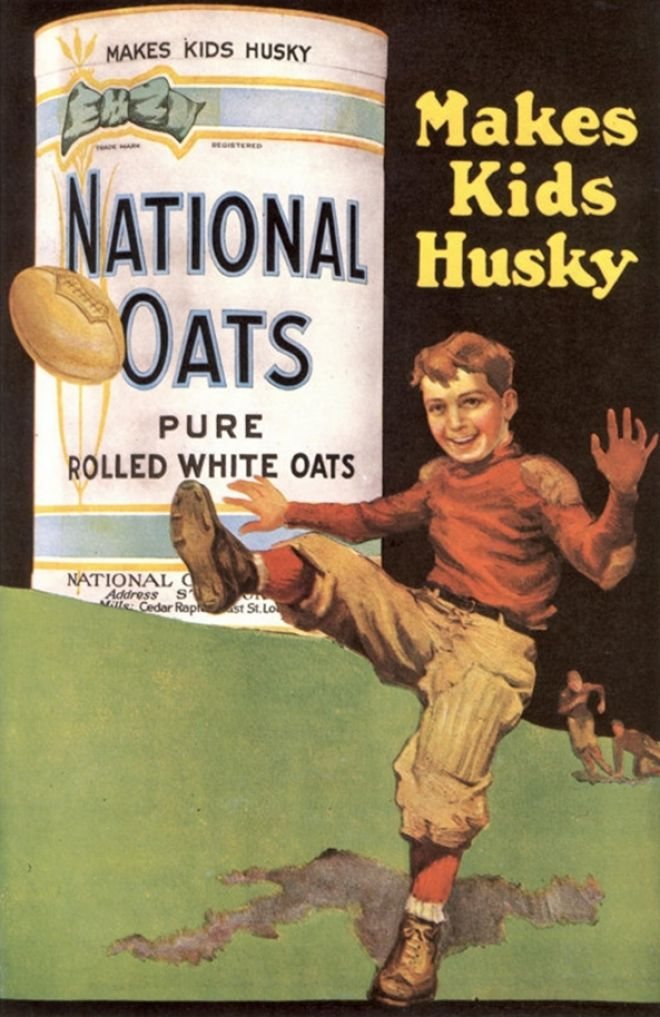 MAKES KIDS HUSKY
TRADE MARK REGISTERED
NATIONAL
OATS
PURE
ROLLED WHITE OATS
NATIONAL
Address
Mills: Cedar
Makes
Kids
Husky